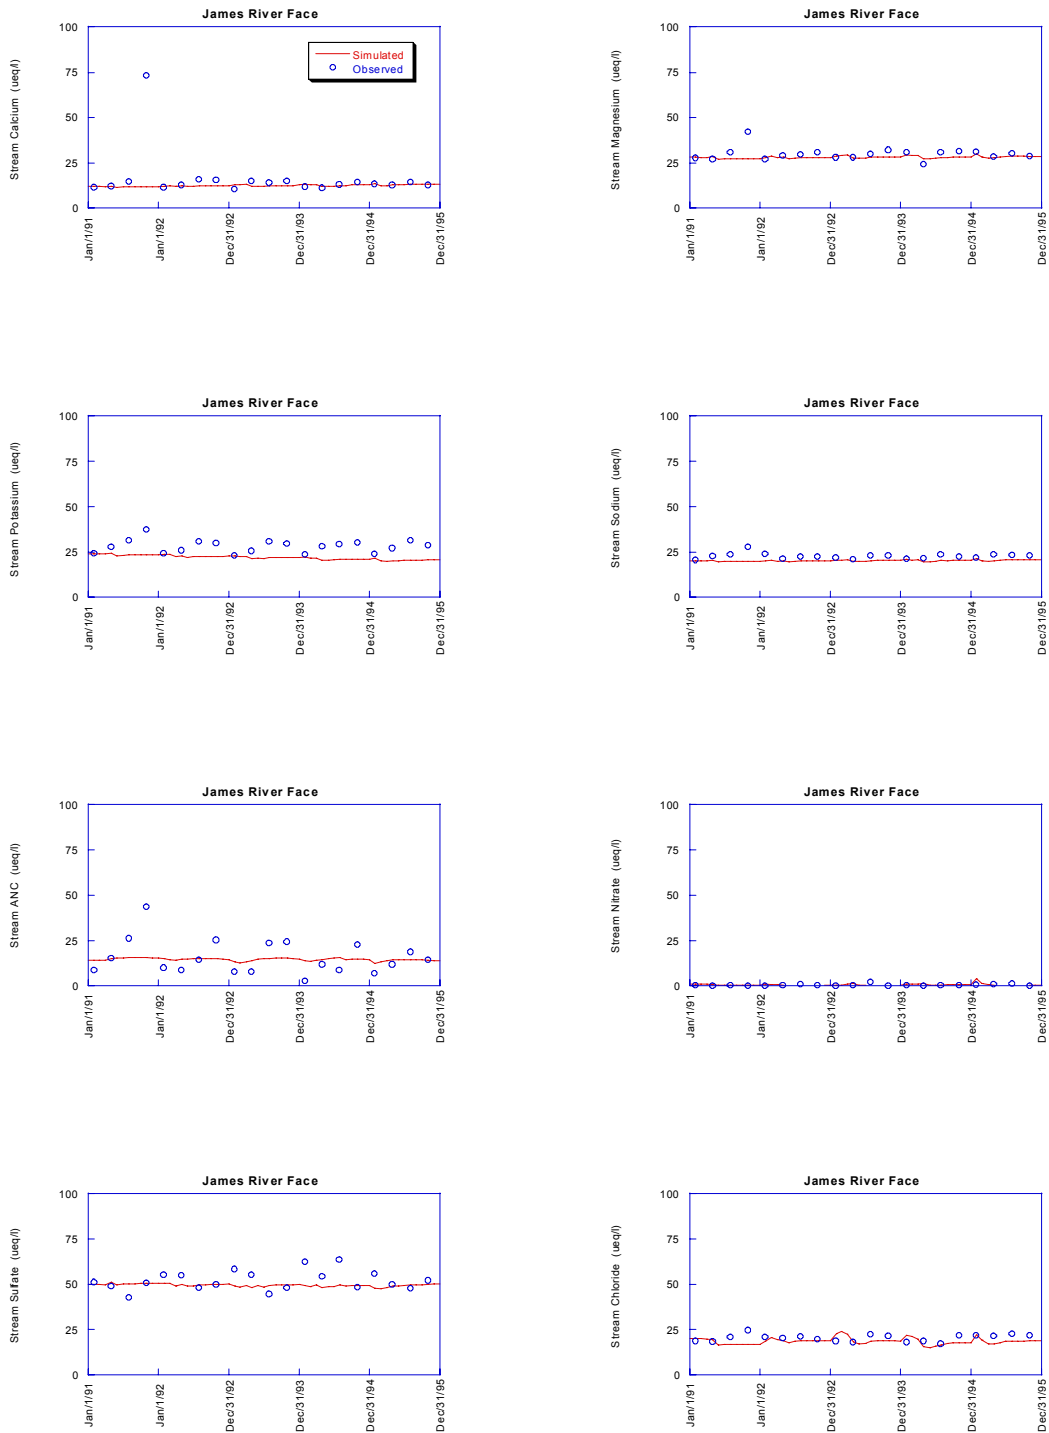 James River Face
Stream Calcium (ueq/l)
100
75
50
25
0
Simulated
Observed
Jan/1/91
Jan/1/92
Dec/31/92
Dec/31/93
Dec/31/94
Dec/31/95
James River Face
Stream Magnesium (ueq/l)
100
75
50
25
0
Jan/1/91
Jan/1/92
Dec/31/92
Dec/31/93
Dec/31/94
Dec/31/95
James River Face
Stream Potassium (ueq/l)
100
75
50
25
0
Jan/1/91
Jan/1/92
Dec/31/92
Dec/31/93
Dec/31/94
Dec/31/95
James River Face
Stream Sodium (ueq/l)
100
75
50
25
0
Jan/1/91
Jan/1/92
Dec/31/92
Dec/31/93
Dec/31/94
Dec/31/95
James River Face
Stream ANC (ueq/l)
100
75
50
25
0
Jan/1/91
Jan/1/92
Dec/31/92
Dec/31/93
Dec/31/94
Dec/31/95
James River Face
Stream Nitrate (ueq/l)
100
75
50
25
0
Jan/1/91
Jan/1/92
Dec/31/92
Dec/31/93
Dec/31/94
Dec/31/95
James River Face
Stream Sulfate (ueq/l)
100
75
50
25
0
Jan/1/91
Jan/1/92
Dec/31/92
Dec/31/93
Dec/31/94
Dec/31/95
James River Face
Stream Chloride (ueq/l)
100
75
50
25
0
Jan/1/91
Jan/1/92
Dec/31/92
Dec/31/93
Dec/31/94
Dec/31/95